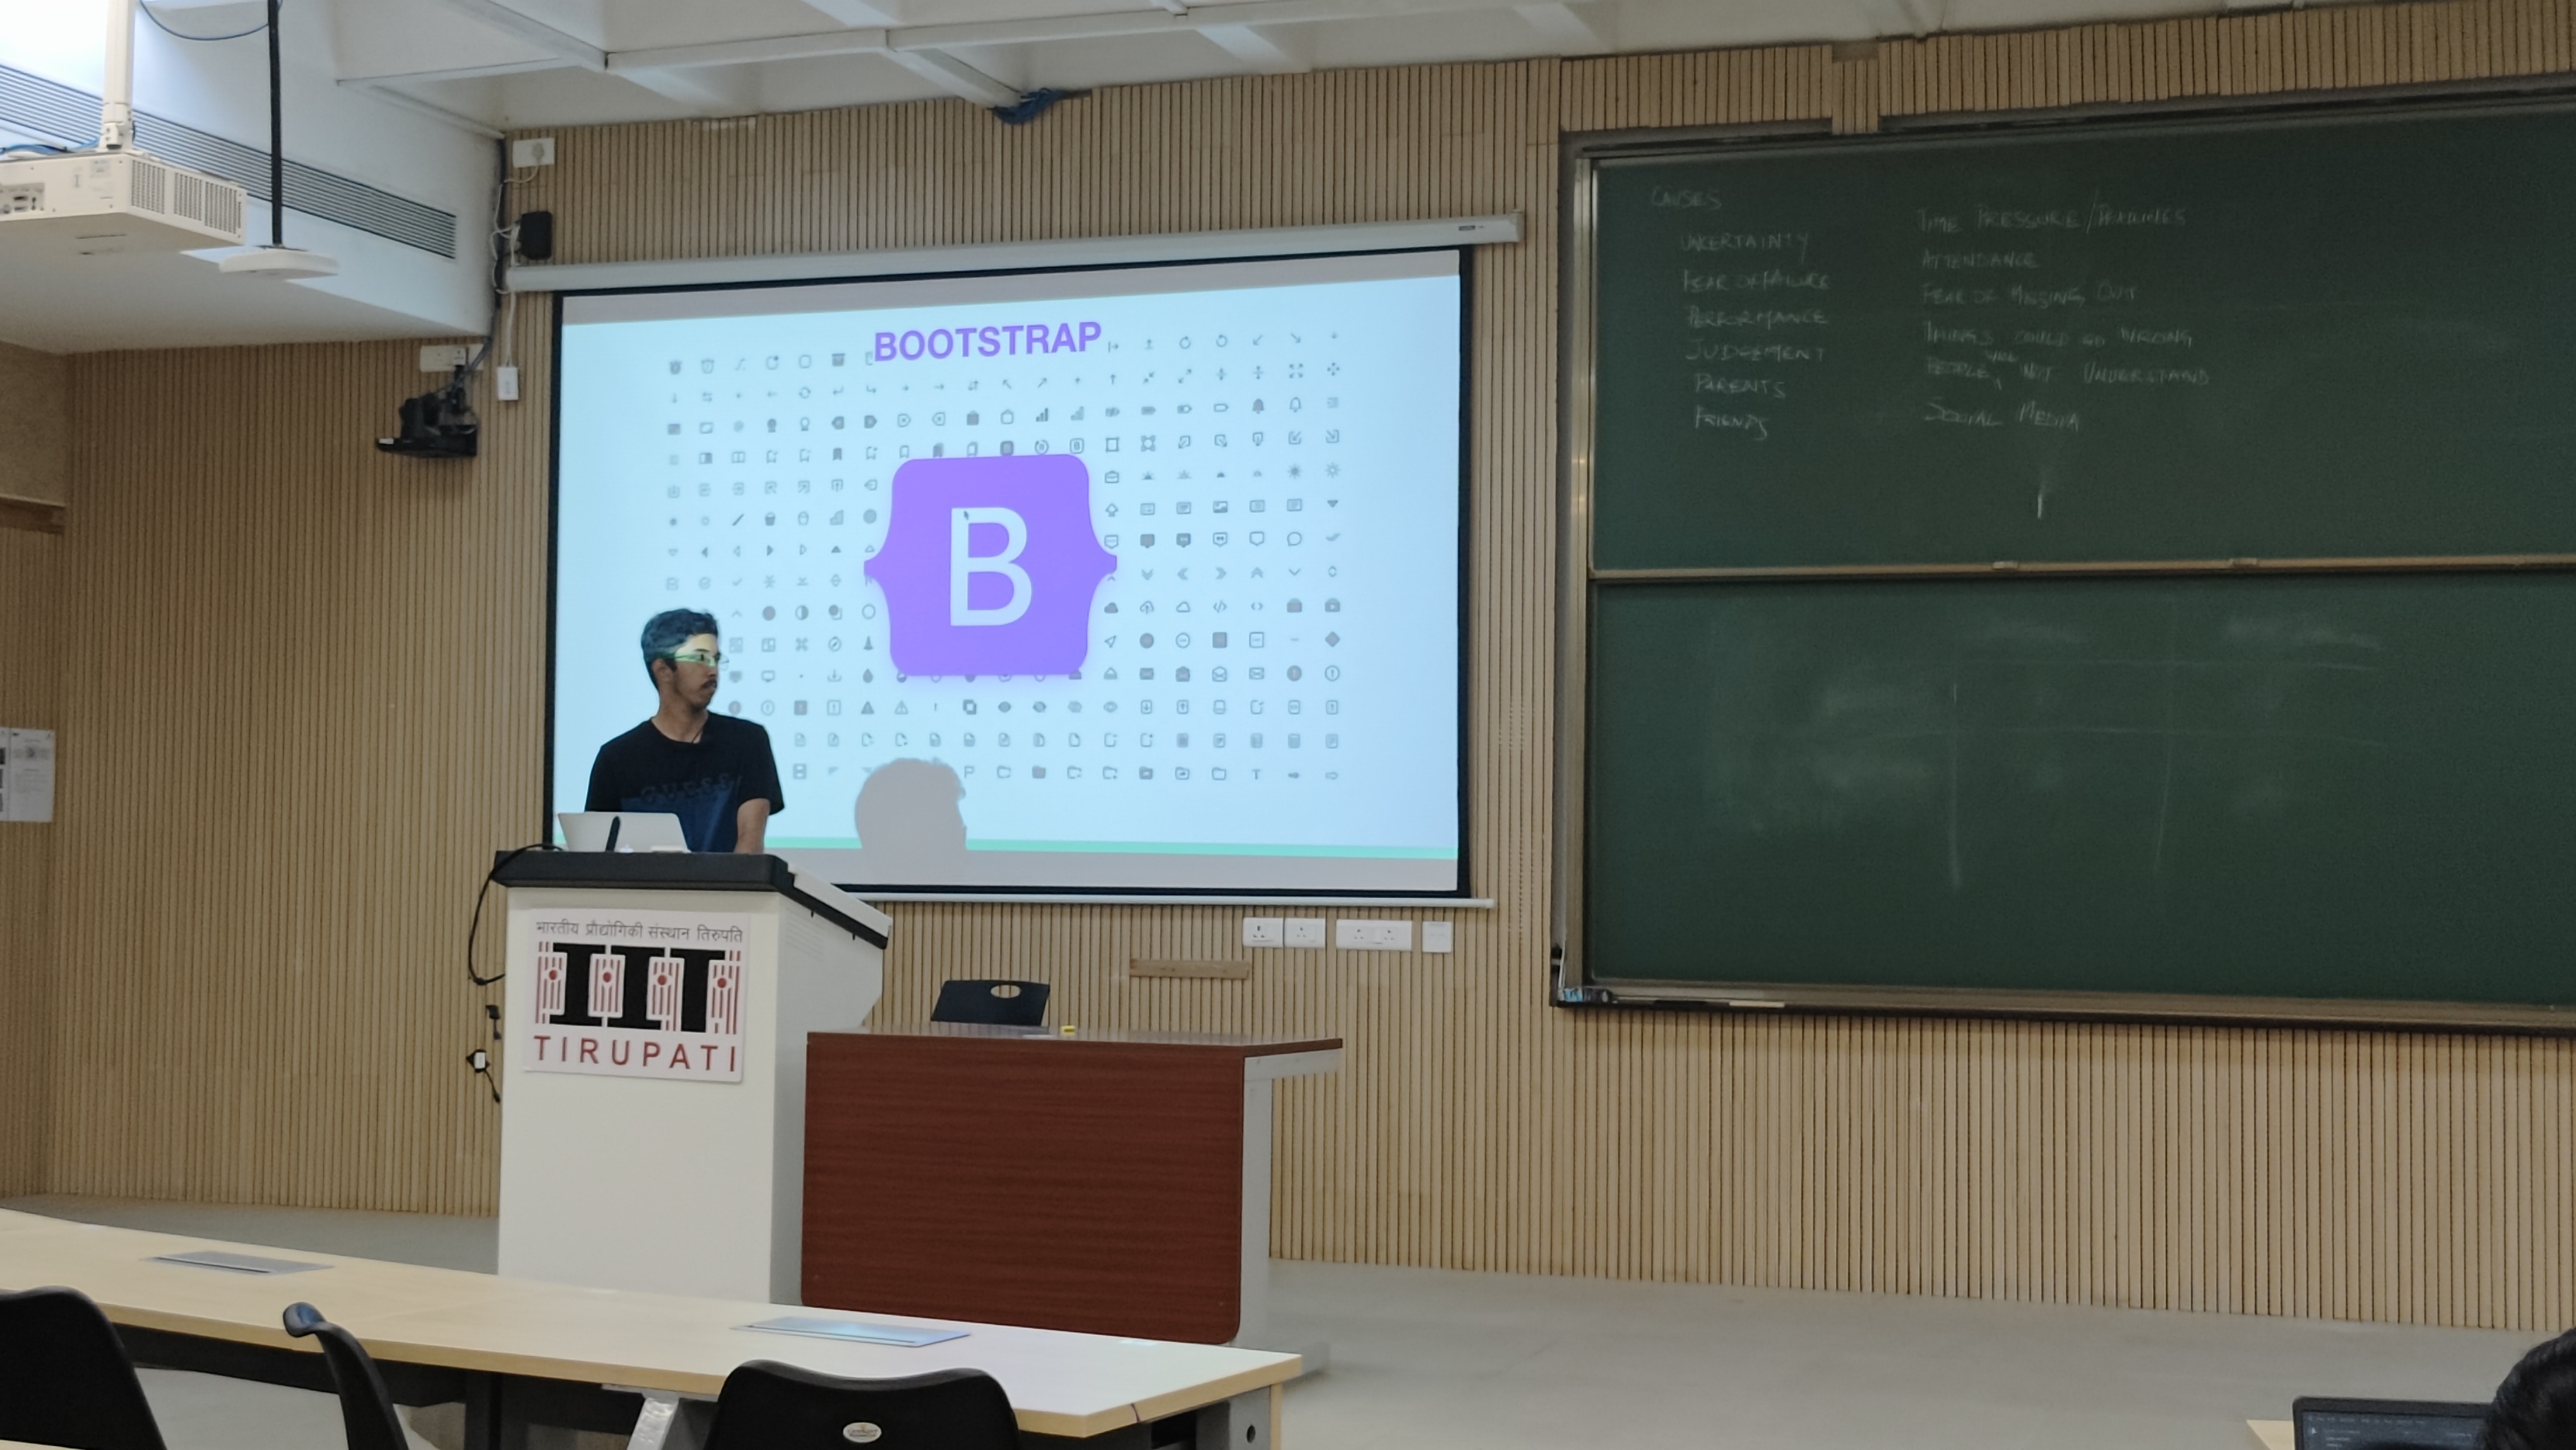 BOOTSTRAP
B
GUESS
भारतीय प्रौद्योगिकी संस्थान तिरुपति
IIT
TIRUPATI
CAUSES
UNCERTAINTY
FEAR OF FAILURE
PERFORMANCE
JUDGEMENT
PARENTS
FRIENDS
TIME PRESSURE/
ATTENDANCE
FEAR OF MISSING OUT
THINGS COULD GO WRONG
PEOPLE WILL NOT UNDERSTAND
SOCIAL MEDIA